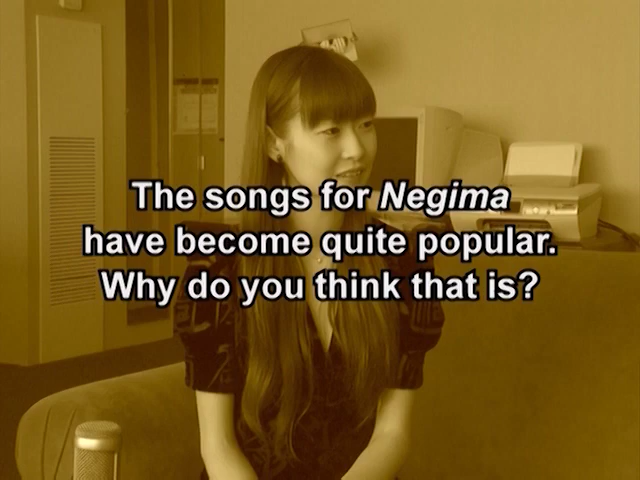 The songs for Negima
have become quite popular.
Why do you think that is?